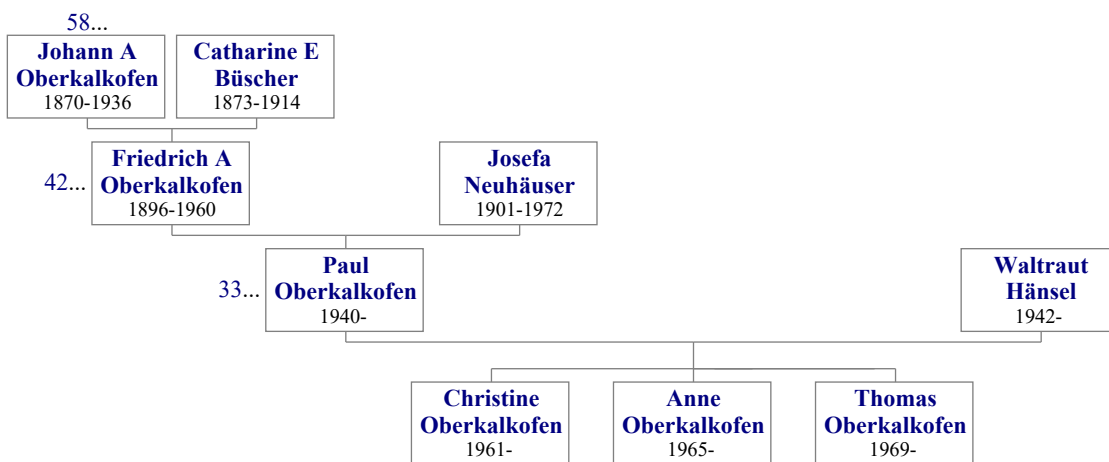 58...
Johann A
Oberkalkofen
1870-1936
Catharine E
Büscher
1873-1914
42...
Friedrich A
Oberkalkofen
1896-1960
Josefa
Neuhäuser
1901-1972
33...
Paul
Oberkalkofen
1940-
Waltraut
Hänsel
1942-
Christine
Oberkalkofen
1961-
Anne
Oberkalkofen
1965-
Thomas
Oberkalkofen
1969-